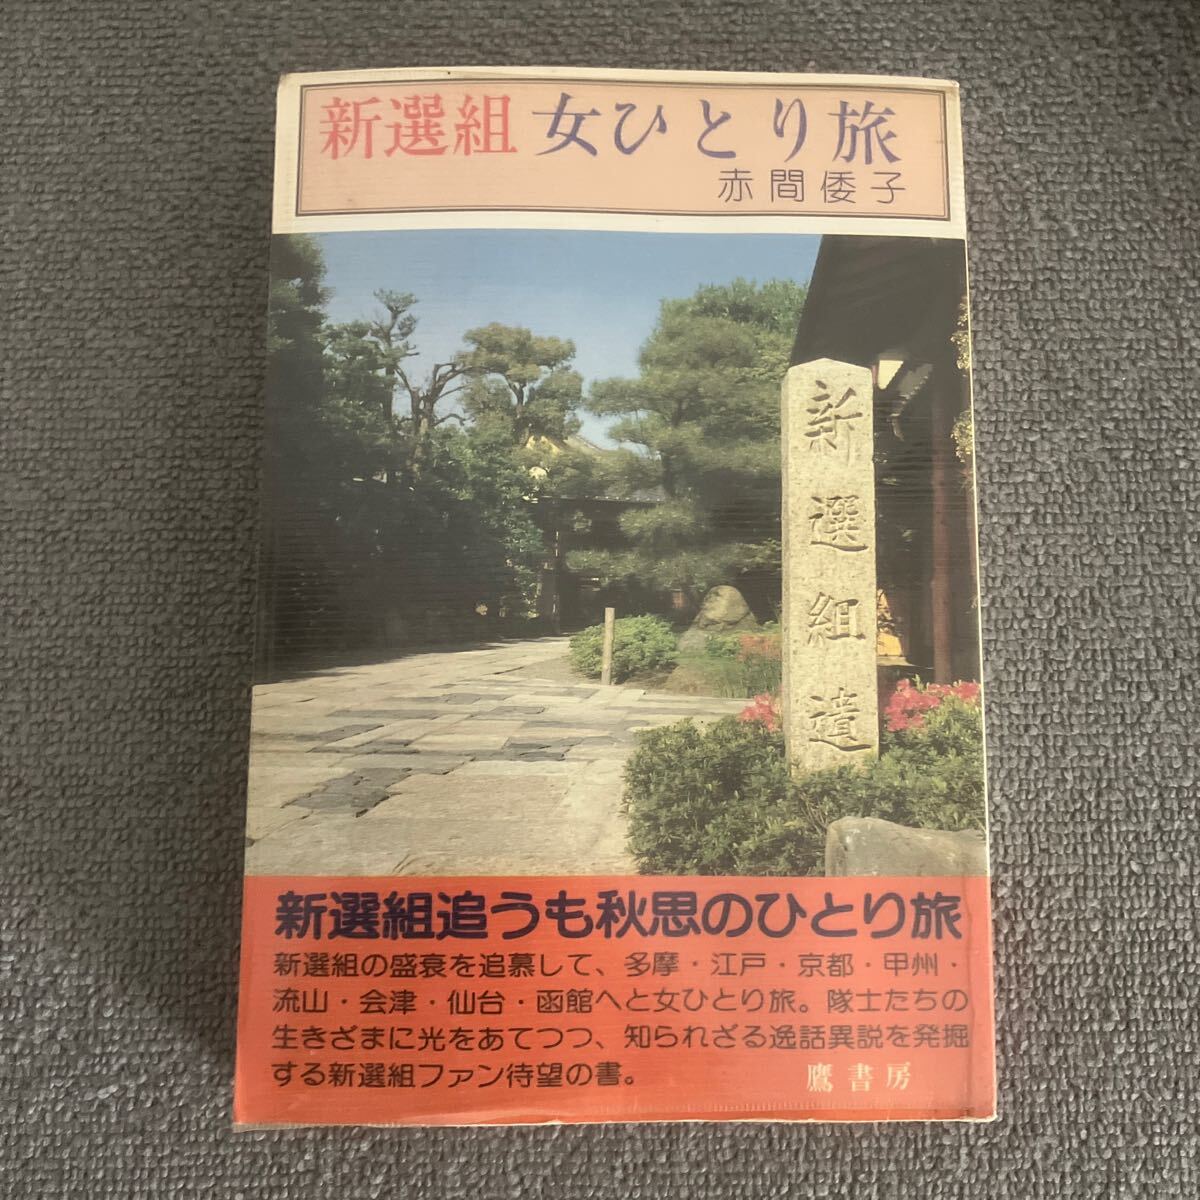 新選組 女ひとり旅
赤間倭子
新選組遺
新選組追うも秋思のひとり旅
新選組の盛衰を追慕して、多摩・江戸・京都・甲州・
流山・会津・仙台・函館へと女ひとり旅。隊士たちの
生きざまに光をあてつつ、知られざる逸話異説を発掘
する新選組ファン待望の書。
鷹書房